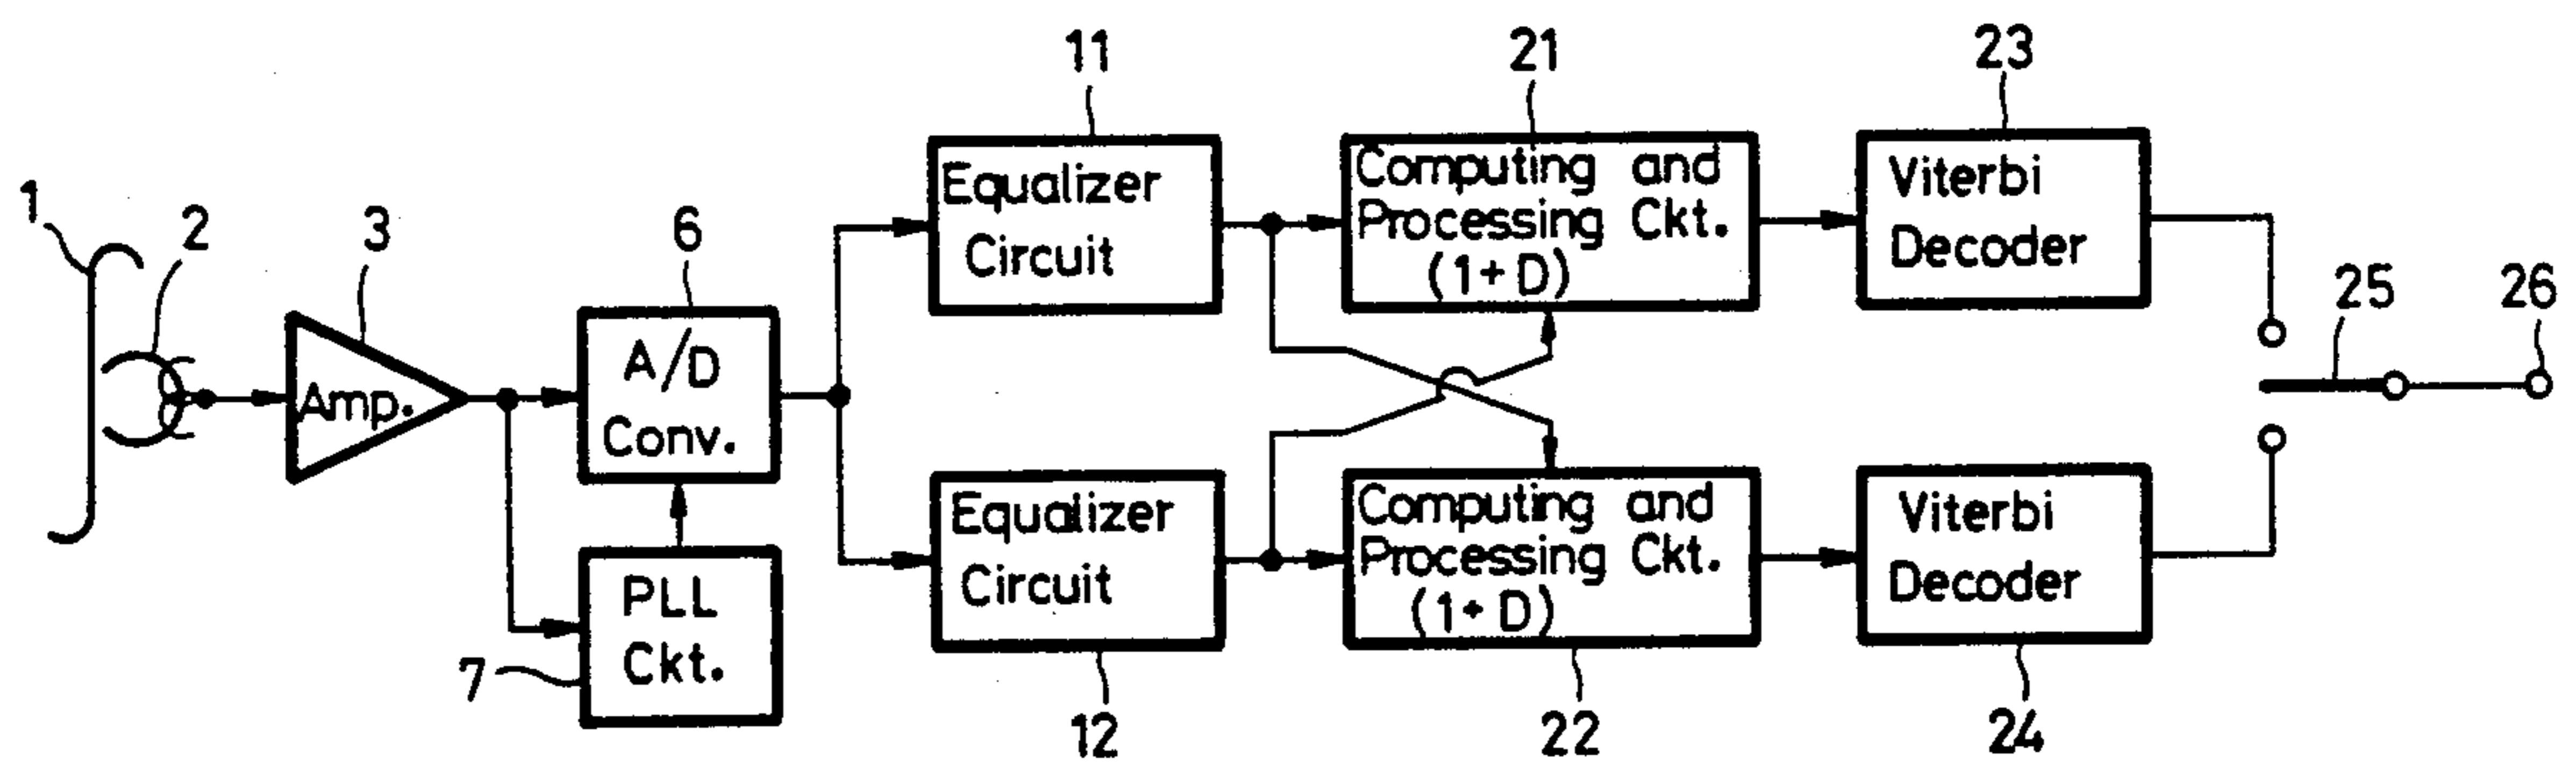 11
21
23
1
2
3
6
Equalizer
Circuit
Computing and
Processing Ckt.
(1+D)
Viterbi
Decoder
25
26
Amp.
A/D
Conv.
PLL
Ckt.
7
Equalizer
Circuit
Computing and
Processing Ckt.
(1+D)
Viterbi
Decoder
12
22
24